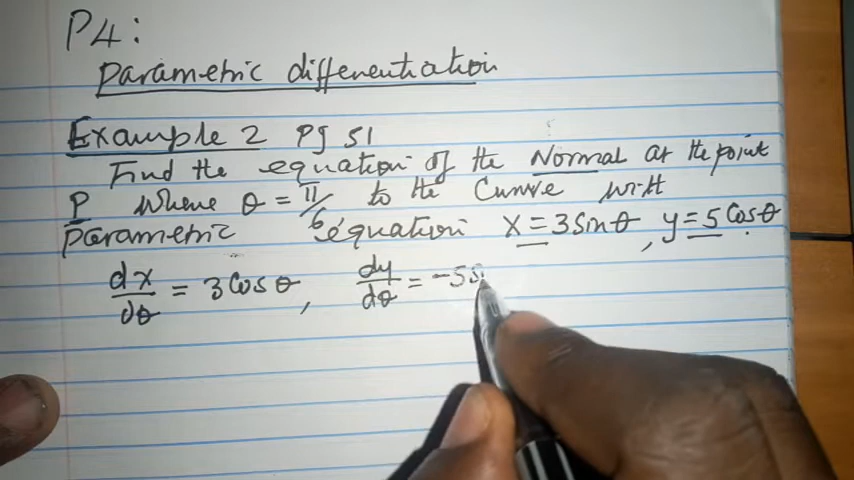 P4:
Parametric differentiation
Example 2 Pg 51
Find the equation of the Normal at the point
P where θ = π/6 to the Curve with
parametric equation x = 3sinθ, y = 5Cosθ
dx/dθ = 3Cosθ, dy/dθ = -5Si